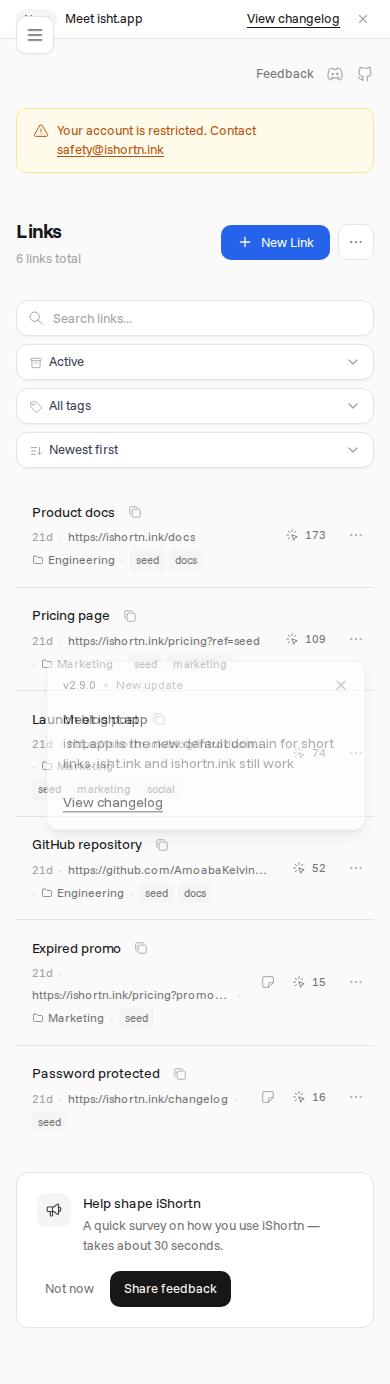 Meet isht.app
View changelog
Feedback
Your account is restricted. Contact
safety@ishortn.ink
Links
6 links total
New Link
Search links...
Active
All tags
Newest first
Product docs
21d · https://ishortn.ink/docs ·
173
Engineering · seed docs
Pricing page
21d · https://ishortn.ink/pricing?ref=seed
109
· Marketing · seed marketing
v2.9.0 • New update
Meet isht.app
isht.app is the new default domain for short
links. isht.ink and ishortn.ink still work
View changelog
21d
74
· Marketing
seed marketing social
GitHub repository
21d · https://github.com/AmoabaKelvin...
52
· Engineering · seed docs
Expired promo
21d ·
https://ishortn.ink/pricing?promo... ·
15
Marketing · seed
Password protected
21d · https://ishortn.ink/changelog ·
16
seed
Help shape iShortn
A quick survey on how you use iShortn —
takes about 30 seconds.
Not now
Share feedback